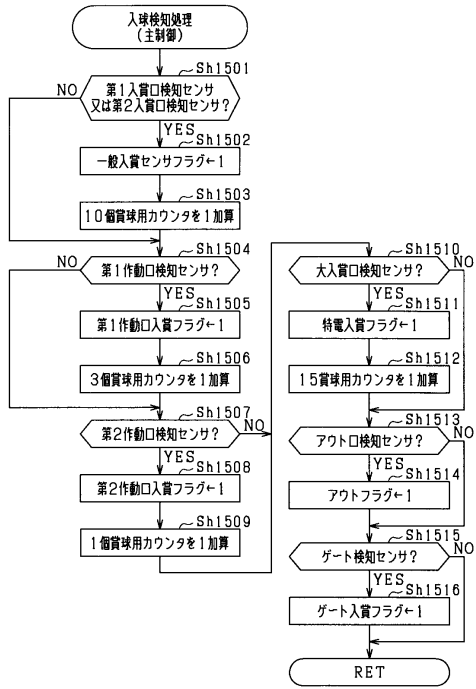 入球検知処理
(主制御)
Sh1501
第1入賞口検知センサ
又は第2入賞口検知センサ?
NO
YES
Sh1502
一般入賞センサフラグ←1
Sh1503
10個賞球用カウンタを1加算
Sh1504
第1作動口検知センサ?
NO
YES
Sh1505
第1作動口入賞フラグ←1
Sh1506
3個賞球用カウンタを1加算
Sh1507
第2作動口検知センサ?
NO
YES
Sh1508
第2作動口入賞フラグ←1
Sh1509
1個賞球用カウンタを1加算
Sh1510
大入賞口検知センサ?
NO
YES
Sh1511
特電入賞フラグ←1
Sh1512
15賞球用カウンタを1加算
Sh1513
アウト口検知センサ?
NO
YES
Sh1514
アウトフラグ←1
Sh1515
ゲート検知センサ?
NO
YES
Sh1516
ゲート入賞フラグ←1
RET